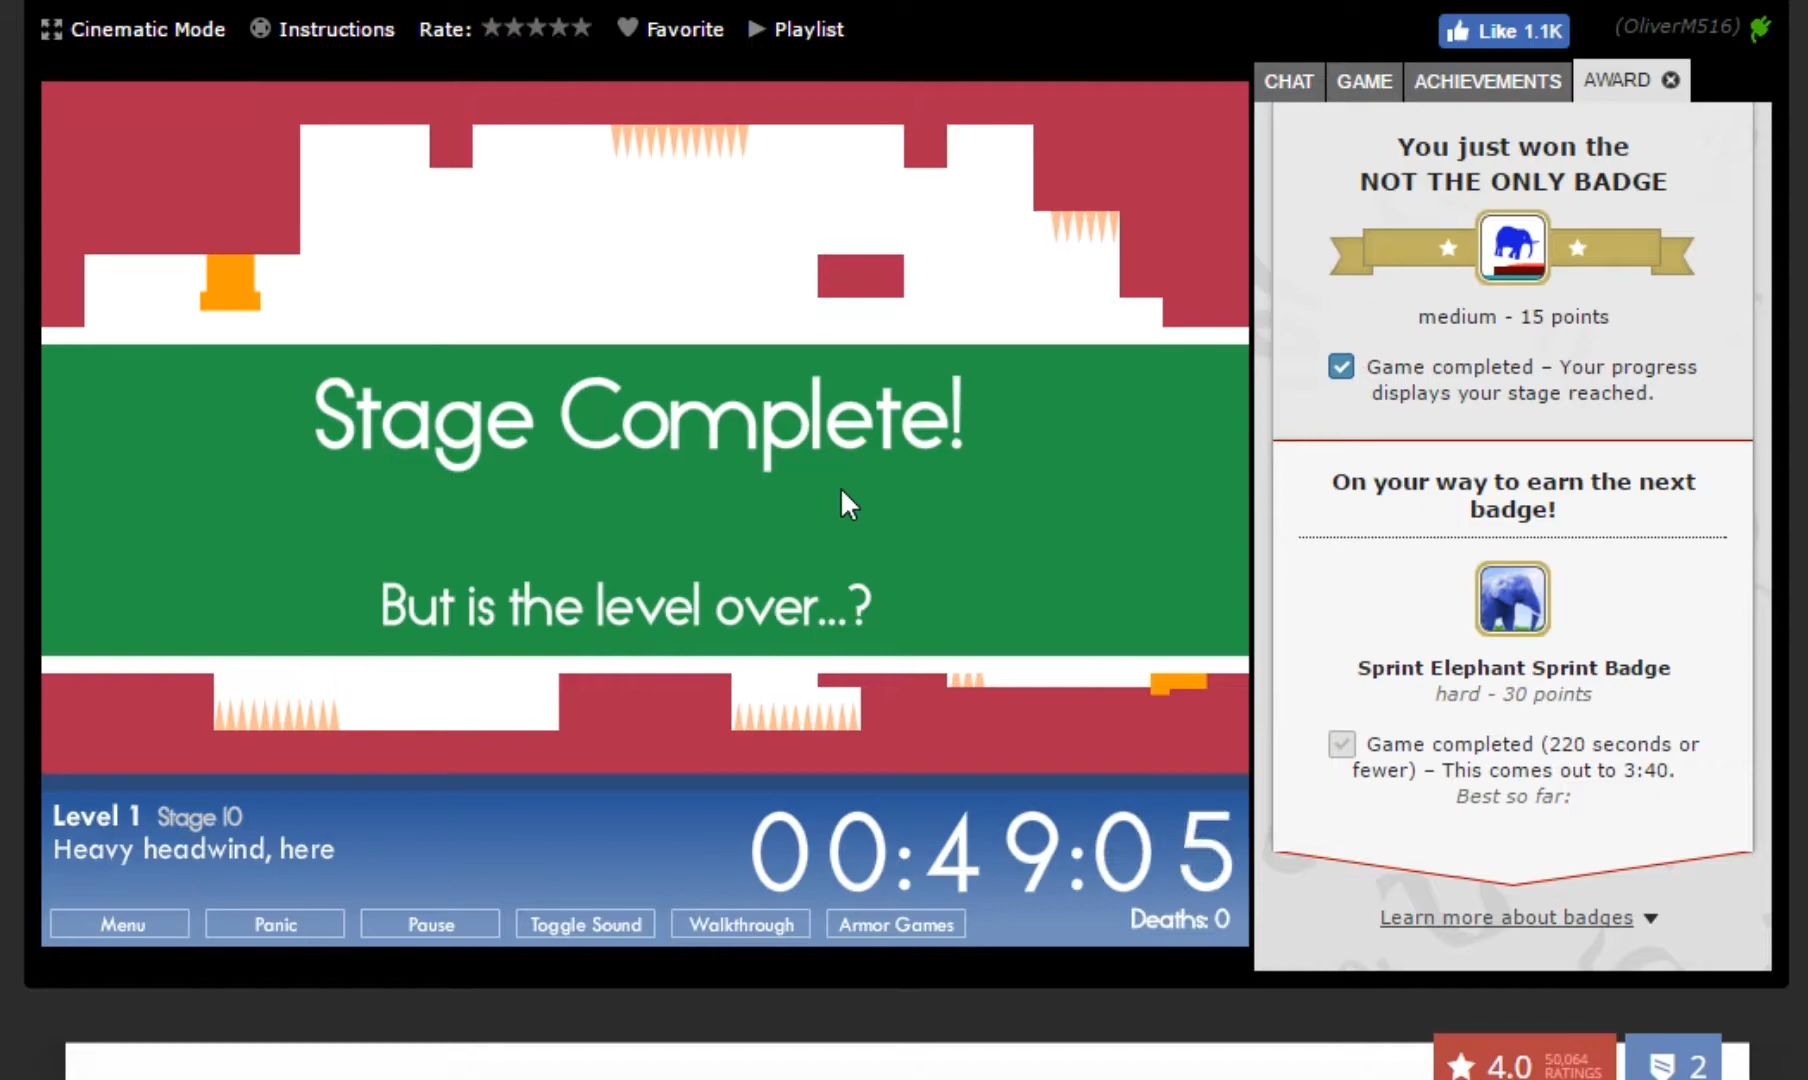 Cinematic Mode Instructions Rate: Favorite Playlist
Like 1.1K (OliverM516)
CHAT GAME ACHIEVEMENTS AWARD
Stage Complete!
But is the level over...?
Level 1 Stage 10
Heavy headwind, here
00:49:05
Menu Panic Pause Toggle Sound Walkthrough Armor Games
Deaths: 0
You just won the
NOT THE ONLY BADGE
medium - 15 points
Game completed – Your progress
displays your stage reached.
On your way to earn the next
badge!
Sprint Elephant Sprint Badge
hard - 30 points
Game completed (220 seconds or
fewer) – This comes out to 3:40.
Best so far:
Learn more about badges
4.0 50,064
RATINGS
2